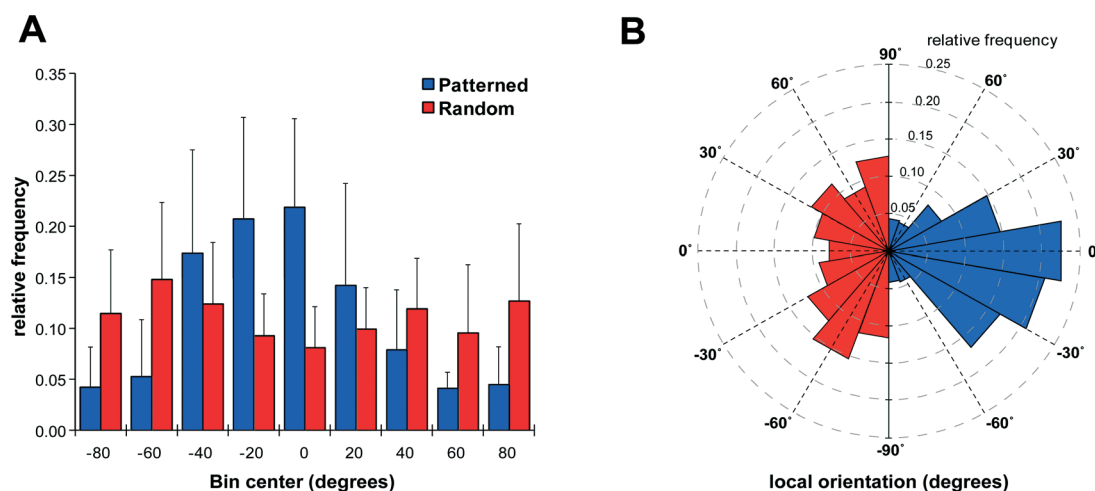 A
0.35
0.30
0.25
0.20
0.15
0.10
0.05
0.00
relative frequency
Patterned
Random
-80 -60 -40 -20 0 20 40 60 80
Bin center (degrees)
B
relative frequency
90˚
0.25
60˚ 60˚
0.20
0.15
30˚ 30˚
0.10
0.05
0˚ 0
-30˚ -30˚
-60˚ -60˚
-90˚
local orientation (degrees)